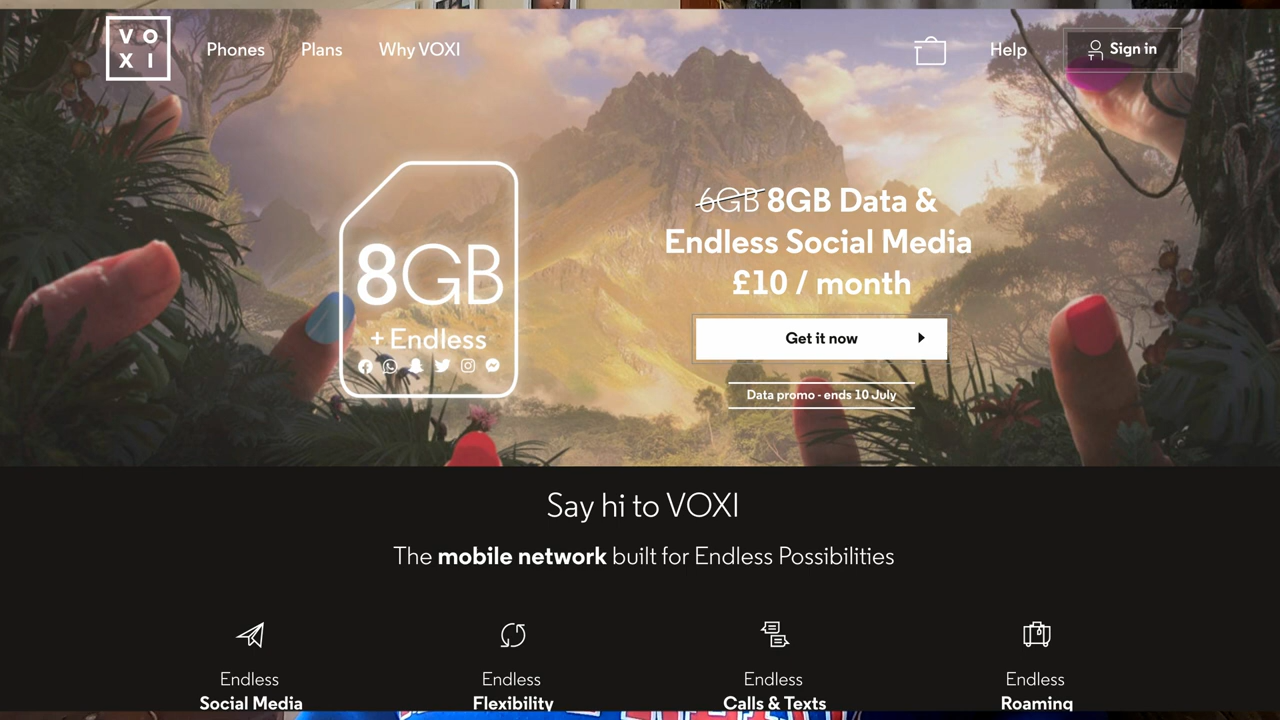 VO
XI
Phones Plans Why VOXI
Help Sign in
8GB
+Endless
6GB 8GB Data &
Endless Social Media
£10 / month
Get it now
Data promo - ends 10 July
Say hi to VOXI
The mobile network built for Endless Possibilities
Endless
Social Media
Endless
Flexibility
Endless
Calls & Texts
Endless
Roaming